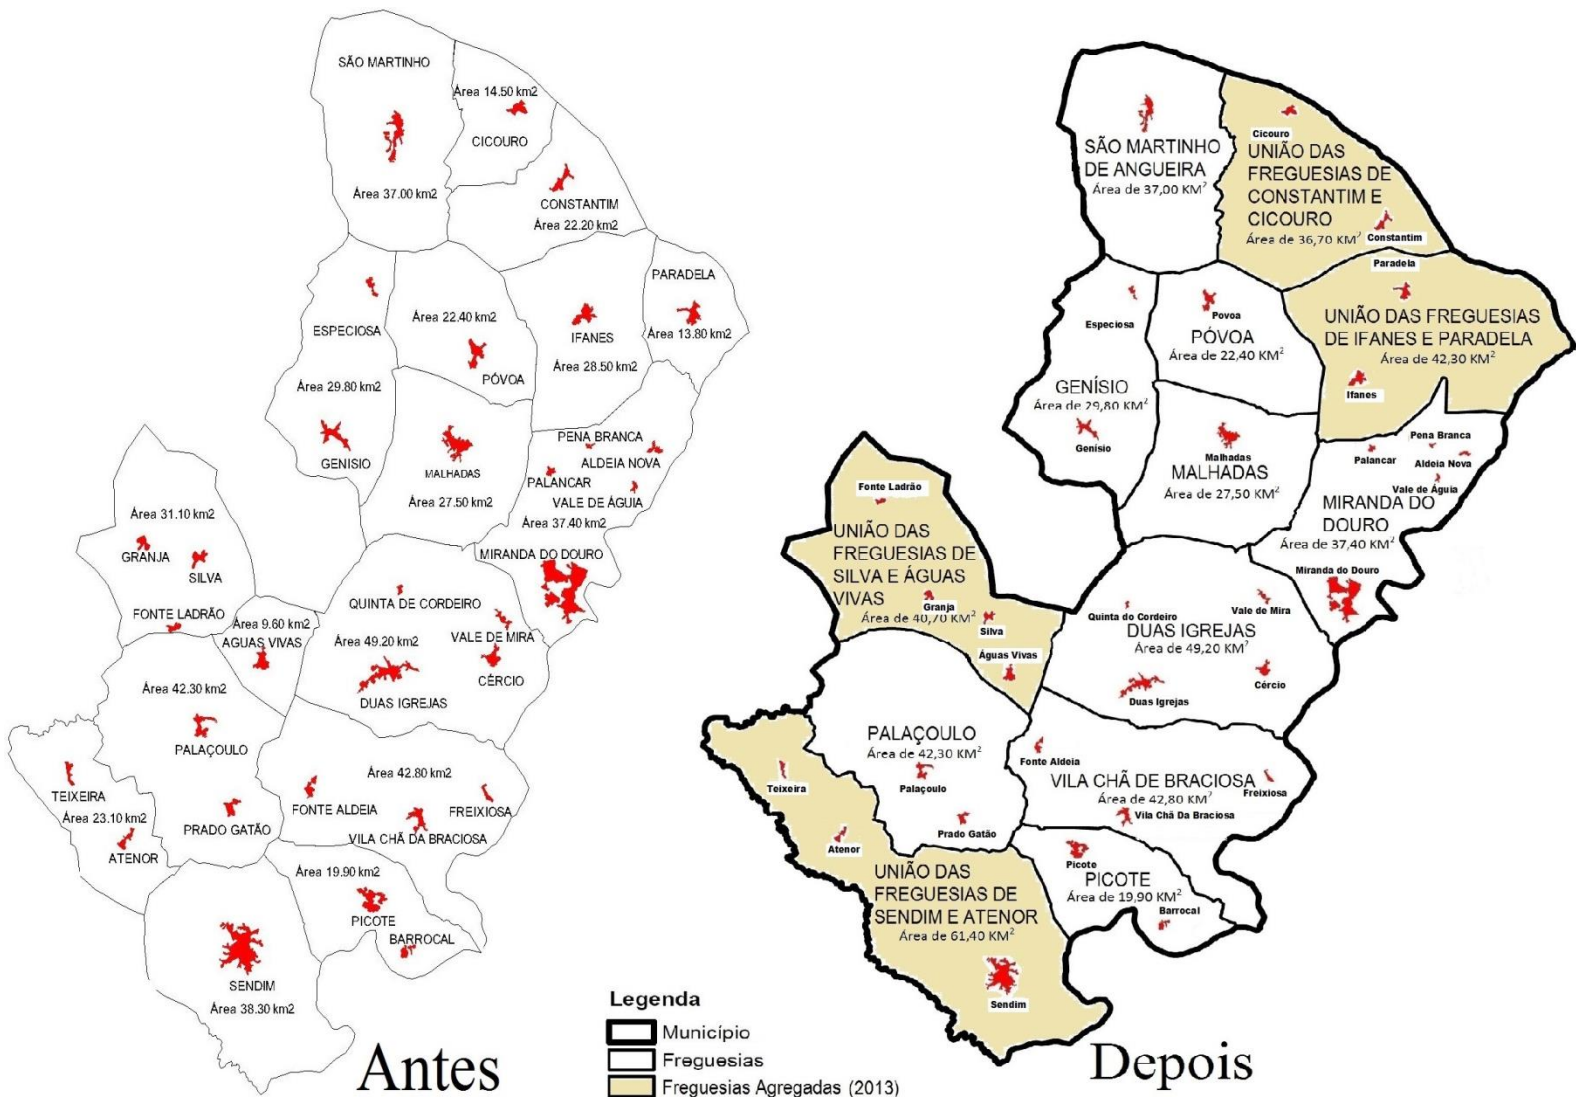 SÃO MARTINHO
Área 14.50 km2
CICOURO
Área 37.00 km2
CONSTANTIM
Área 22.20 km2
PARADELA
ESPECIOSA
Área 22.40 km2
IFANES
Área 13.80 km2
Área 28.50 km2
PÓVOA
Área 29.80 km2
GENÍSIO
PENA BRANCA
ALDEIA NOVA
MALHADAS
PALANCAR
VALE DE ÁGUIA
Área 27.50 km2
Área 37.40 km2
Área 31.10 km2
GRANJA
SILVA
MIRANDA DO DOURO
QUINTA DE CORDEIRO
FONTE LADRÃO
Área 9.60 km2
AGUAS VIVAS
Área 49.20 km2
VALE DE MIRA
CÉRCIO
DUAS IGREJAS
Área 42.30 km2
PALAÇOULO
TEIXEIRA
Área 23.10 km2
ATENOR
PRADO GATÃO
Área 42.80 km2
FONTE ALDEIA
FREIXIOSA
VILA CHÃ DA BRACIOSA
Área 19.90 km2
PICOTE
BARROCAL
SENDIM
Área 38.30 km2
Antes
Legenda
Município
Freguesias
Freguesias Agregadas (2013)
SÃO MARTINHO
DE ANGUEIRA
Área de 37,00 KM²
Cicouro
UNIÃO DAS
FREGUESIAS DE
CONSTANTIM E
CICOURO
Área de 36,70 KM²
Constantim
Paradela
UNIÃO DAS FREGUESIAS
DE IFANES E PARADELA
Área de 42,30 KM²
Ifanes
Especiosa
Povoa
PÓVOA
Área de 22,40 KM²
GENÍSIO
Área de 29,80 KM²
Genísio
Malhadas
MALHADAS
Área de 27,50 KM²
Pena Branca
Palancar
Aldeia Nova
Vale de Águia
MIRANDA DO
DOURO
Área de 37,40 KM²
Miranda do Douro
Fonte Ladrão
UNIÃO DAS
FREGUESIAS DE
SILVA E ÁGUAS
VIVAS
Granja
Área de 40,70 KM²
Silva
Águas Vivas
Quinta do Cordeiro
Vale de Mira
DUAS IGREJAS
Área de 49,20 KM²
Cércio
Duas Igrejas
PALAÇOULO
Área de 42,30 KM²
Palaçoulo
Prado Gatão
Fonte Aldeia
VILA CHÃ DE BRACIOSA
Freixiosa
Área de 42,80 KM²
Vila Chã Da Braciosa
Teixeira
Atenor
UNIÃO DAS
FREGUESIAS DE
SENDIM E ATENOR
Área de 61,40 KM²
Sendim
Picote
PICOTE
Área de 19,90 KM²
Barrocal
Depois